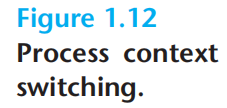 Figure 1.12
Process context
switching.